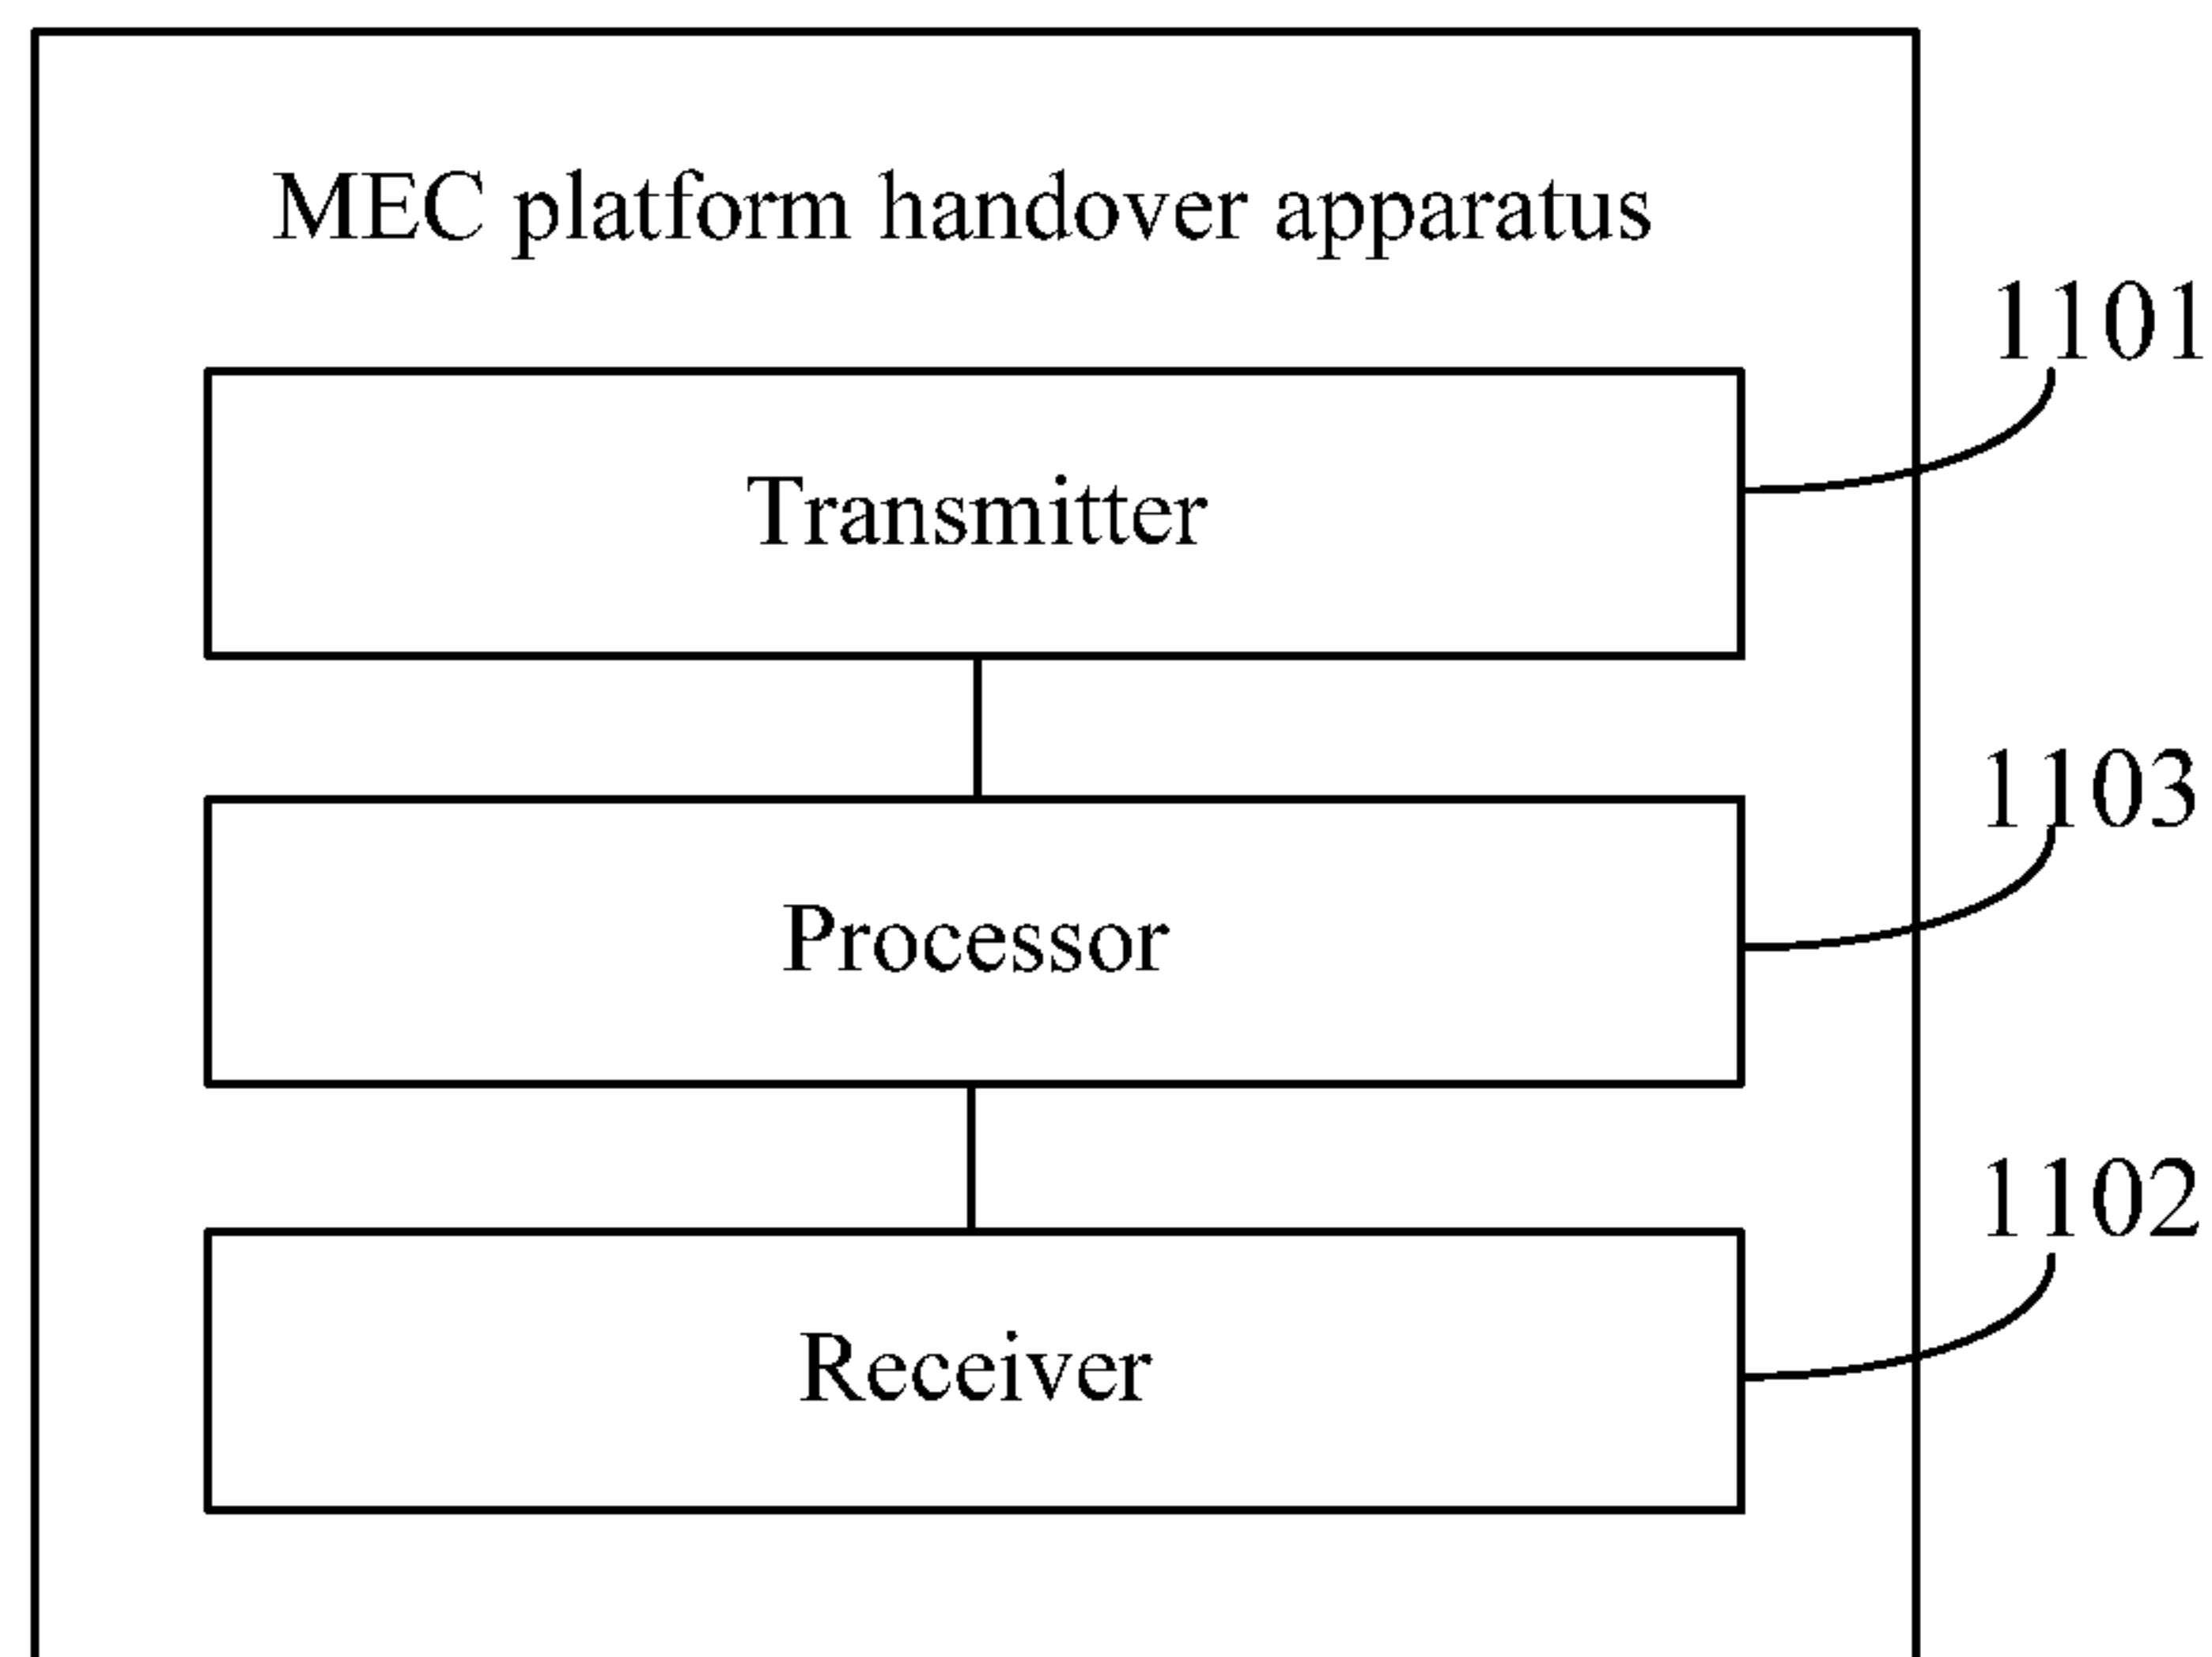 MEC platform handover apparatus
1101
Transmitter
1103
Processor
1102
Receiver